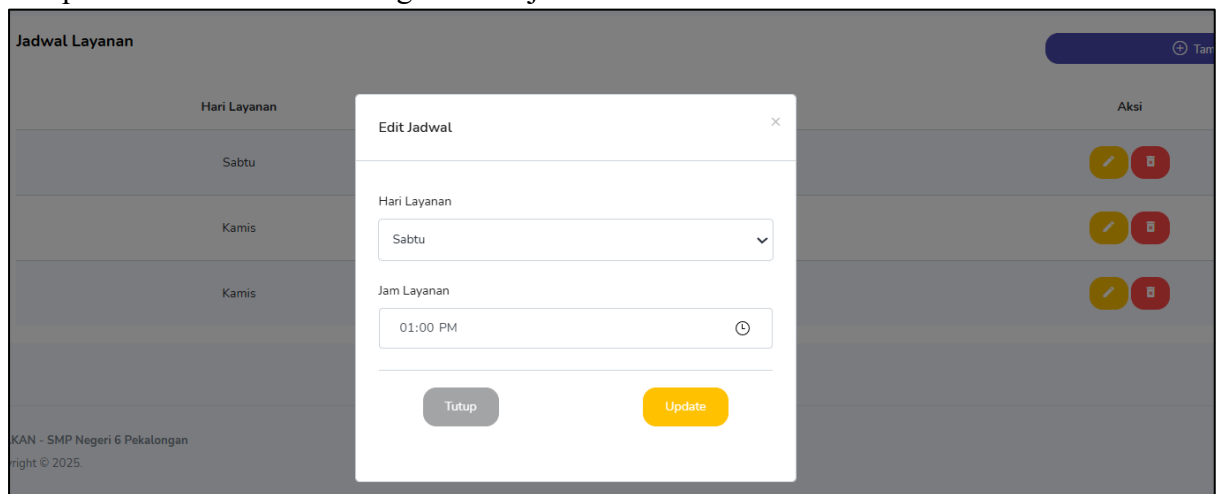 Jadwal Layanan
Tam
Hari Layanan
Aksi
Sabtu
Kamis
Kamis
Edit Jadwal
×
Hari Layanan
Sabtu
Jam Layanan
01:00 PM
Tutup
Update
KAN - SMP Negeri 6 Pekalongan
right © 2025.